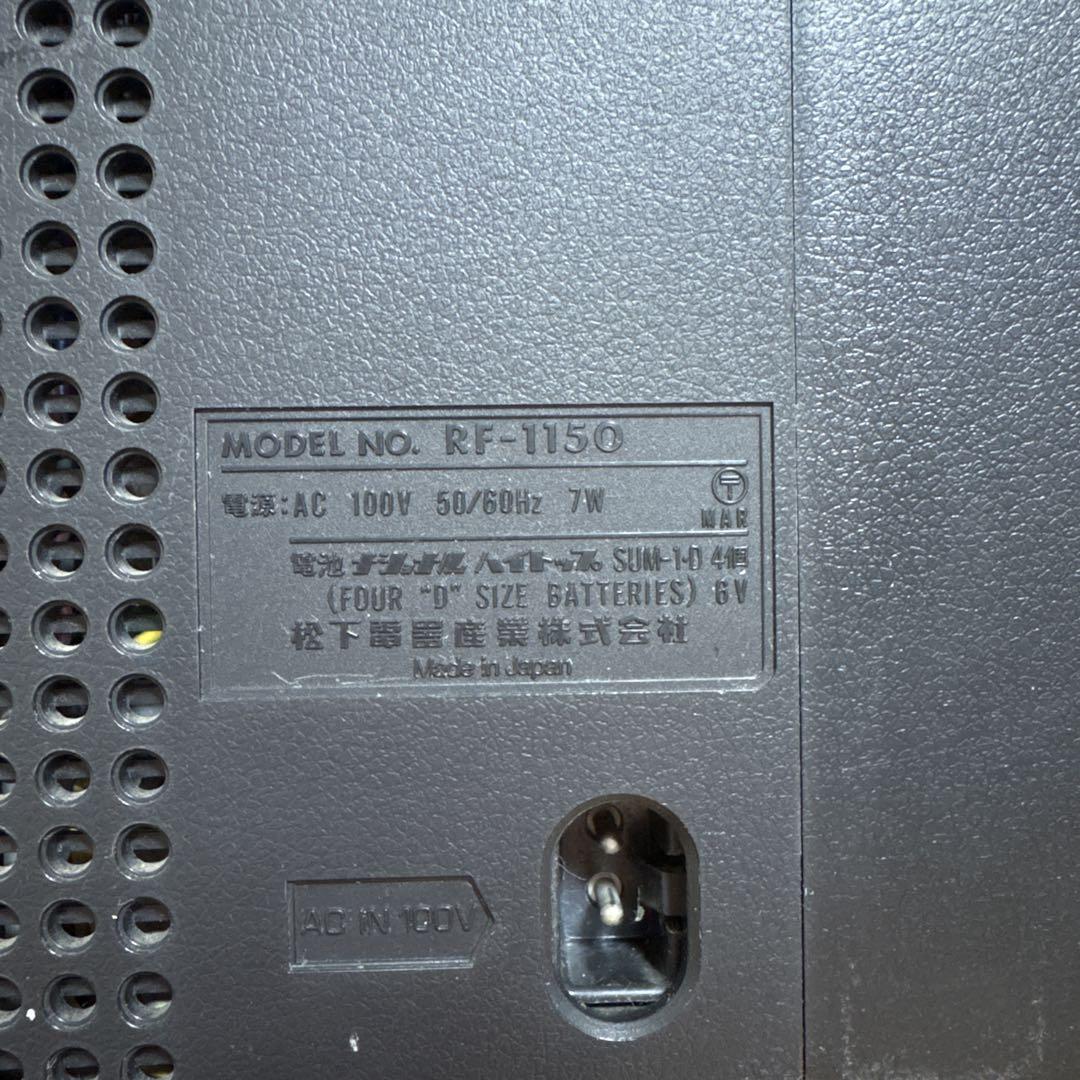 MODEL NO. RF-1150
電源:AC 100V 50/60Hz 7W
〒
MAR
電池 ナショナル ハイトップ SUM-1·D 4個
(FOUR "D" SIZE BATTERIES) 6V
松下電器産業株式会社
Made in Japan
AC IN 100V